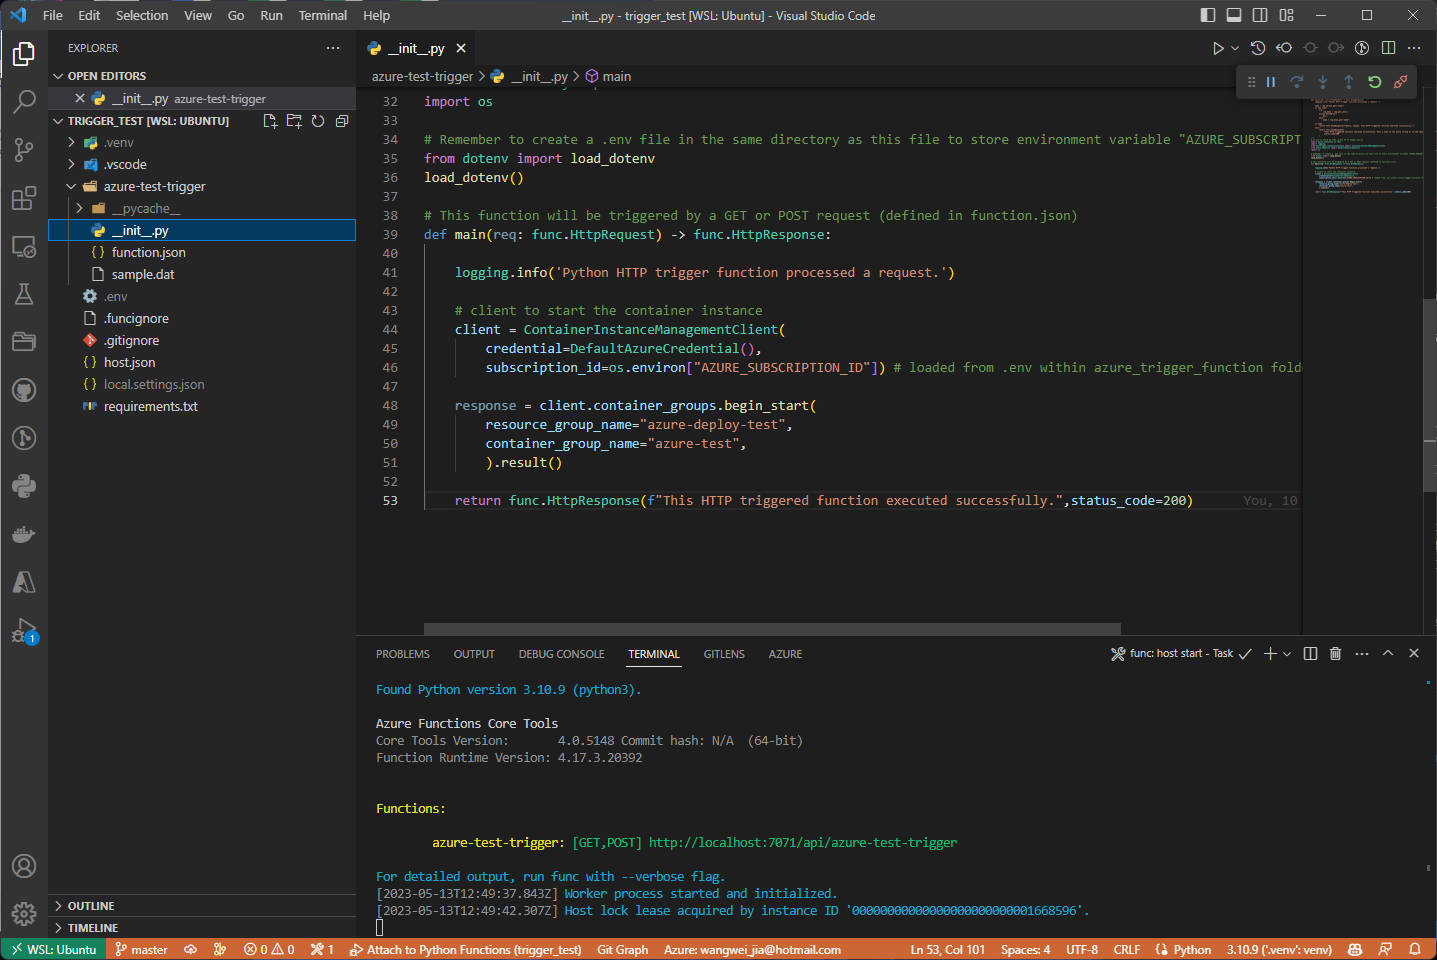 File Edit Selection View Go Run Terminal Help
__init__.py - trigger_test [WSL: Ubuntu] - Visual Studio Code
EXPLORER
OPEN EDITORS
__init__.py azure-test-trigger
TRIGGER_TEST [WSL: UBUNTU]
.venv
.vscode
azure-test-trigger
__pycache__
__init__.py
function.json
sample.dat
.env
.funcignore
.gitignore
host.json
local.settings.json
requirements.txt
OUTLINE
TIMELINE
1
__init__.py
azure-test-trigger > __init__.py > main
32 import os
33
34 # Remember to create a .env file in the same directory as this file to store environment variable "AZURE_SUBSCRIPT
35 from dotenv import load_dotenv
36 load_dotenv()
37
38 # This function will be triggered by a GET or POST request (defined in function.json)
39 def main(req: func.HttpRequest) -> func.HttpResponse:
40
41 logging.info('Python HTTP trigger function processed a request.')
42
43 # client to start the container instance
44 client = ContainerInstanceManagementClient(
45 credential=DefaultAzureCredential(),
46 subscription_id=os.environ["AZURE_SUBSCRIPTION_ID"]) # loaded from .env within azure_trigger_function fold
47
48 response = client.container_groups.begin_start(
49 resource_group_name="azure-deploy-test",
50 container_group_name="azure-test",
51 ).result()
52
53 return func.HttpResponse(f"This HTTP triggered function executed successfully.",status_code=200) You, 10
PROBLEMS OUTPUT DEBUG CONSOLE TERMINAL GITLENS AZURE
func: host start - Task
Found Python version 3.10.9 (python3).
Azure Functions Core Tools
Core Tools Version: 4.0.5148 Commit hash: N/A (64-bit)
Function Runtime Version: 4.17.3.20392
Functions:
azure-test-trigger: [GET,POST] http://localhost:7071/api/azure-test-trigger
For detailed output, run func with --verbose flag.
[2023-05-13T12:49:37.843Z] Worker process started and initialized.
[2023-05-13T12:49:42.307Z] Host lock lease acquired by instance ID '00000000000000000000000001668596'.
WSL: Ubuntu master 0 0 1 Attach to Python Functions (trigger_test) Git Graph Azure: wangwei_jia@hotmail.com Ln 53, Col 101 Spaces: 4 UTF-8 CRLF Python 3.10.9 ('.venv': venv)